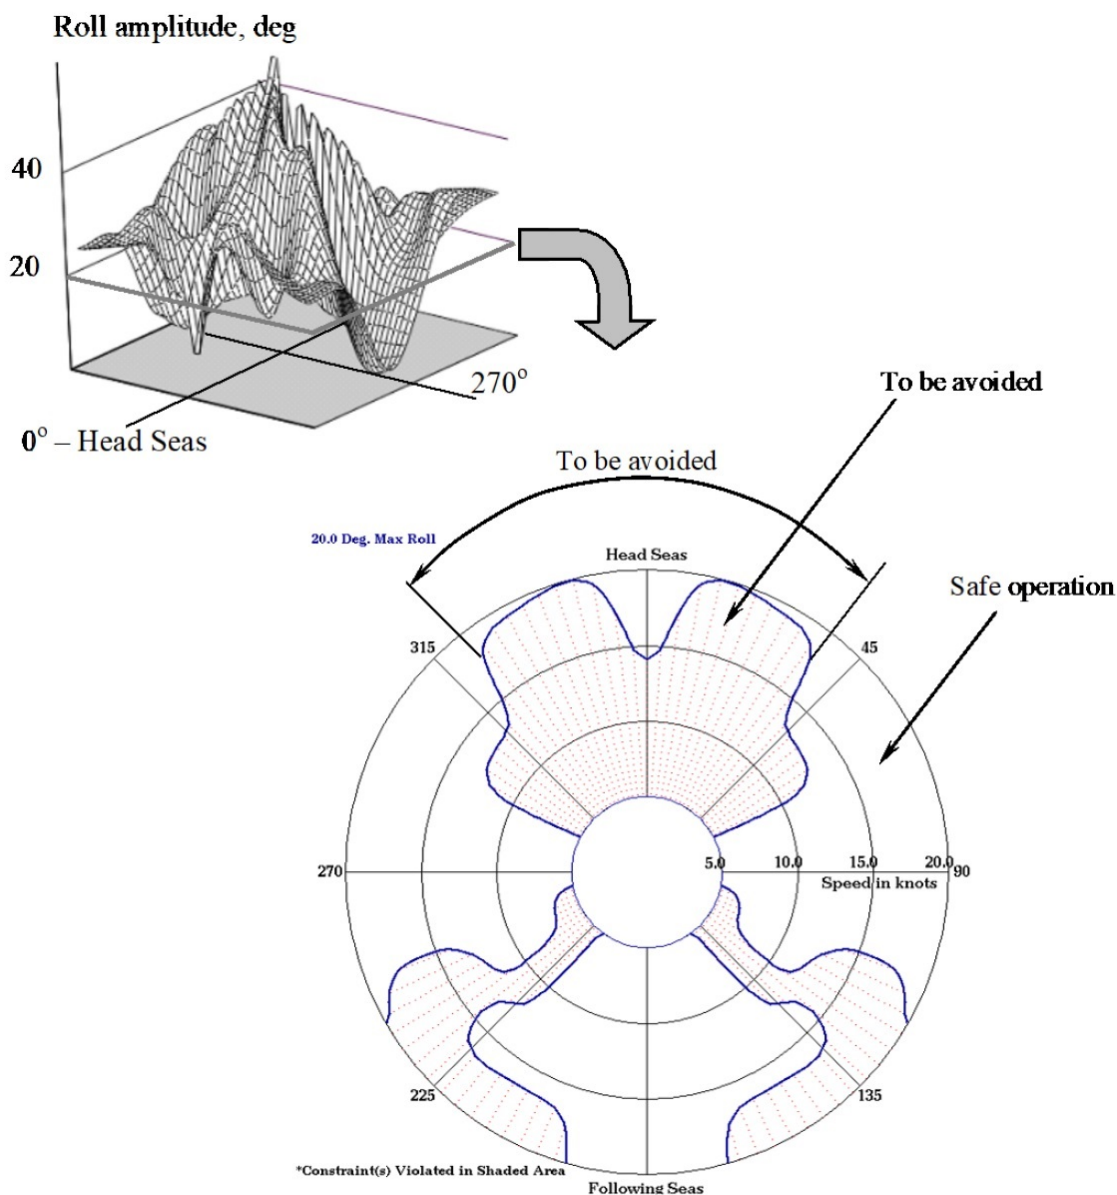 Roll amplitude, deg
40
20
270°
0° – Head Seas
To be avoided
To be avoided
20.0 Deg. Max Roll
Head Seas
Safe operation
315
45
270
5.0
10.0
15.0
20.0
90
Speed in knots
225
135
*Constraint(s) Violated in Shaded Area
Following Seas